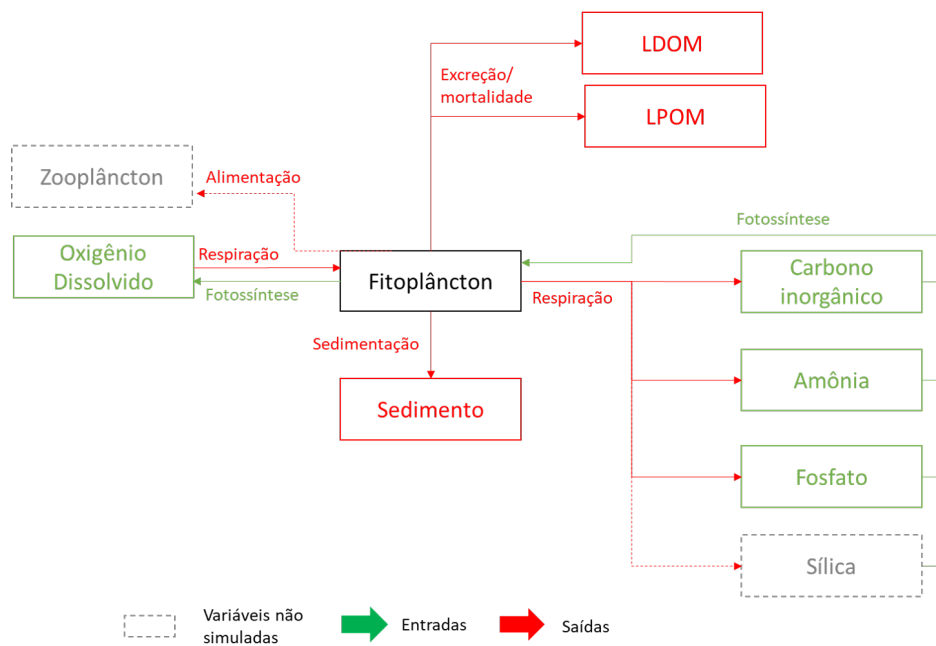 LDOM
Excreção/
mortalidade
LPOM
Zooplâncton
Alimentação
Fotossíntese
Oxigênio
Dissolvido
Respiração
Fotossíntese
Fitoplâncton
Respiração
Carbono
inorgânico
Sedimentação
Amônia
Sedimento
Fosfato
Sílica
Variáveis não
simuladas
Entradas
Saídas